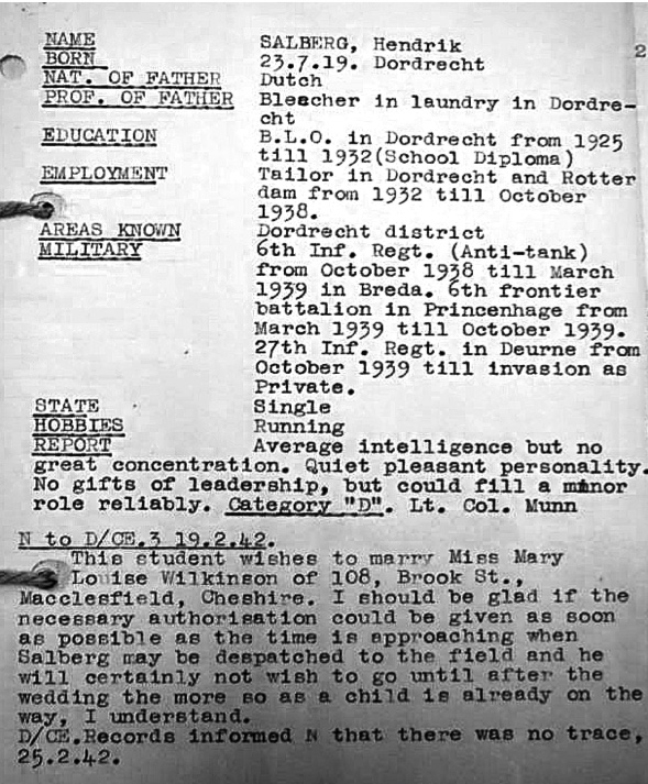 NAME SALBERG, Hendrik
2
BORN 23.7.19. Dordrecht
NAT. OF FATHER Dutch
PROF. OF FATHER Bleacher in laundry in Dordre-
cht
EDUCATION B.L.O. in Dordrecht from 1925
till 1932(School Diploma)
EMPLOYMENT Tailor in Dordrecht and Rotter
dam from 1932 till October
1938.
AREAS KNOWN Dordrecht district
MILITARY 6th Inf. Regt. (Anti-tank)
from October 1938 till March
1939 in Breda. 6th frontier
battalion in Princenhage from
March 1939 till October 1939.
27th Inf. Regt. in Deurne from
October 1939 till invasion as
Private.
STATE Single
HOBBIES Running
REPORT Average intelligence but no
great concentration. Quiet pleasant personality.
No gifts of leadership, but could fill a minor
role reliably. Category "D". Lt. Col. Munn
N to D/CE.3 19.2.42.
This student wishes to marry Miss Mary
Louise Wilkinson of 108, Brook St.,
Macclesfield, Cheshire. I should be glad if the
necessary authorisation could be given as soon
as possible as the time is approaching when
Salberg may be despatched to the field and he
will certainly not wish to go until after the
wedding the more so as a child is already on the
way, I understand.
D/CE.Records informed N that there was no trace,
25.2.42.